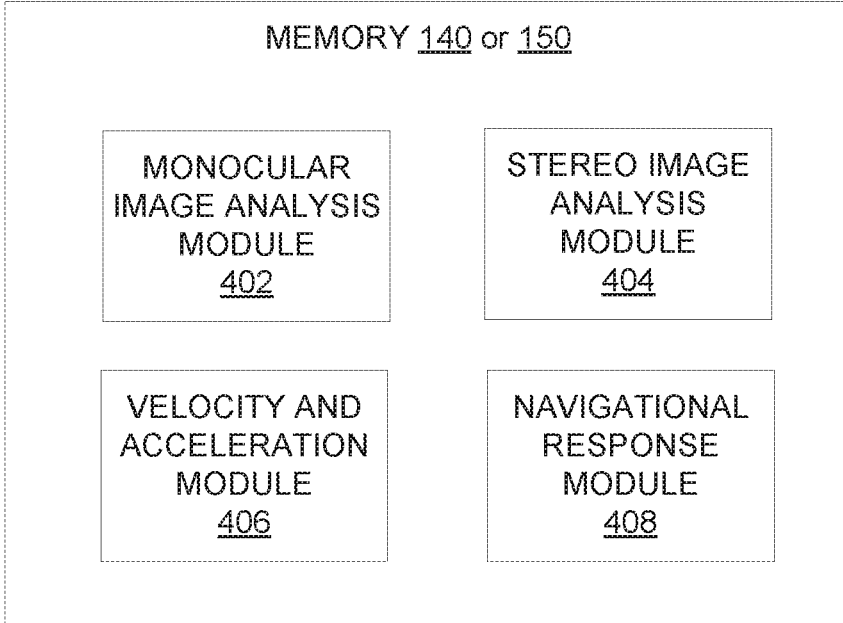 MEMORY 140 or 150
MONOCULAR
IMAGE ANALYSIS
MODULE
402
STEREO IMAGE
ANALYSIS
MODULE
404
VELOCITY AND
ACCELERATION
MODULE
406
NAVIGATIONAL
RESPONSE
MODULE
408